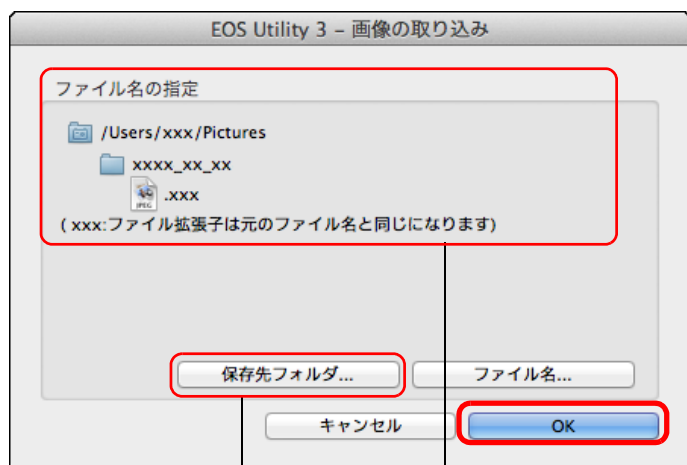 EOS Utility 3 – 画像の取り込み
ファイル名の指定
/Users/xxx/Pictures
xxxx_xx_xx
JPEG .xxx
( xxx:ファイル拡張子は元のファイル名と同じになります)
保存先フォルダ... ファイル名...
キャンセル OK